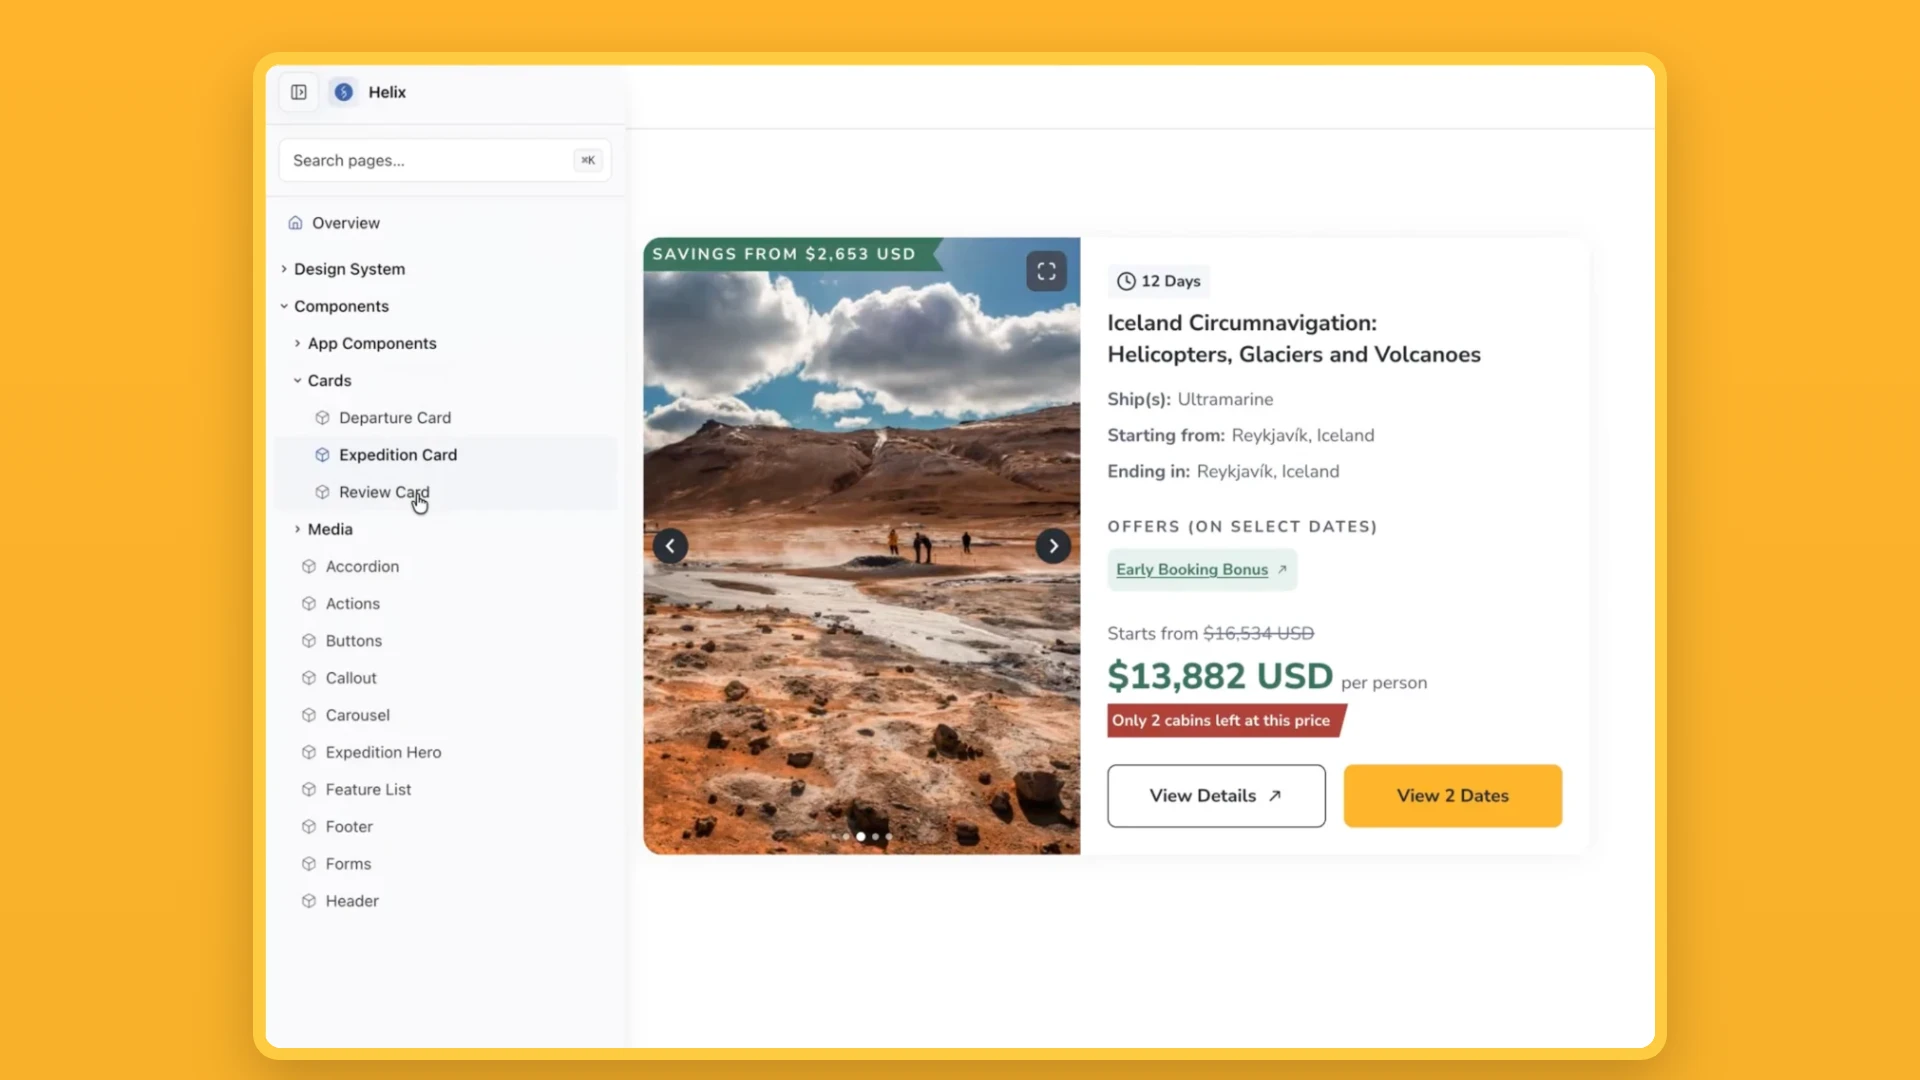 Helix
Search pages...
⌘K
Overview
Design System
Components
App Components
Cards
Departure Card
Expedition Card
Review Card
Media
Accordion
Actions
Buttons
Callout
Carousel
Expedition Hero
Feature List
Footer
Forms
Header
SAVINGS FROM $2,653 USD
12 Days
Iceland Circumnavigation:
Helicopters, Glaciers and Volcanoes
Ship(s): Ultramarine
Starting from: Reykjavík, Iceland
Ending in: Reykjavík, Iceland
OFFERS (ON SELECT DATES)
Early Booking Bonus
Starts from $16,534 USD
$13,882 USD per person
Only 2 cabins left at this price
View Details
View 2 Dates